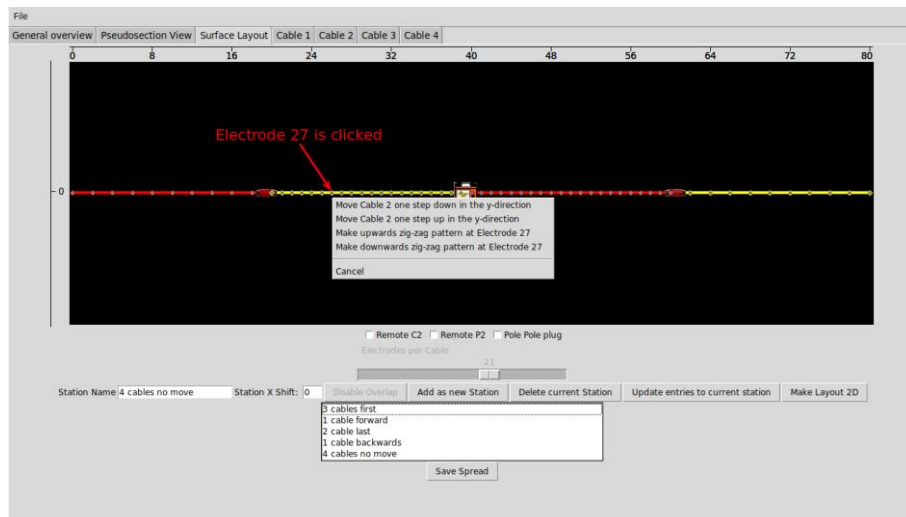 File
General overview Pseudosection View Surface Layout Cable 1 Cable 2 Cable 3 Cable 4
0 8 16 24 32 40 48 56 64 72 80
Electrode 27 is clicked
0
Move Cable 2 one step down in the y-direction
Move Cable 2 one step up in the y-direction
Make upwards zig-zag pattern at Electrode 27
Make downwards zig-zag pattern at Electrode 27
Cancel
Remote C2 Remote P2 Pole Pole plug
Electrodes per Cable
21
Station Name 4 cables no move Station X Shift: 0 Disable Overlap Add as new Station Delete current Station Update entries to current station Make Layout 2D
3 cables first
1 cable forward
2 cable last
1 cable backwards
4 cables no move
Save Spread